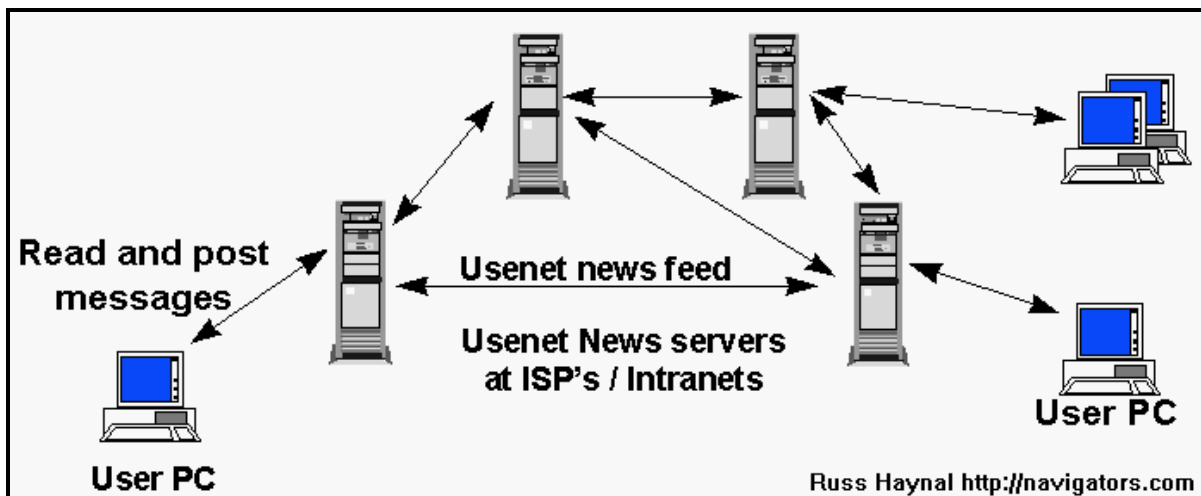 Read and post
messages
Usenet news feed
Usenet News servers
at ISP's / Intranets
User PC
User PC
Russ Haynal http://navigators.com